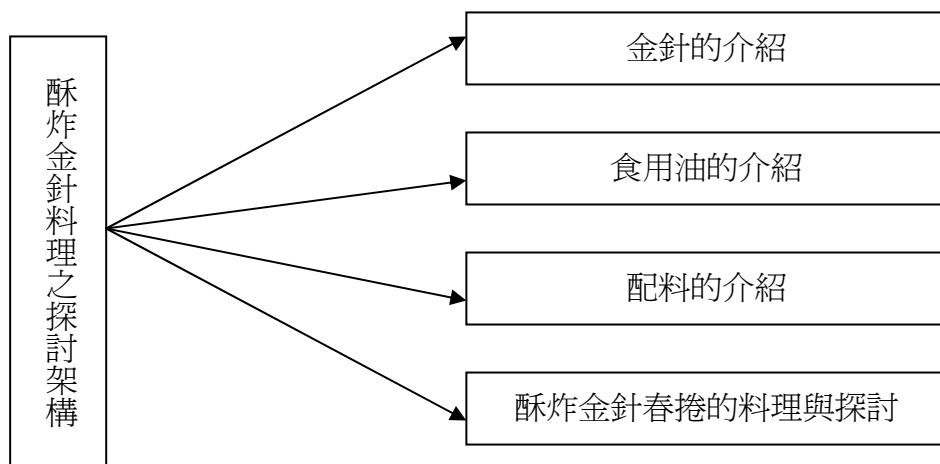 酥炸金針料理之探討架構
金針的介紹
食用油的介紹
配料的介紹
酥炸金針春捲的料理與探討